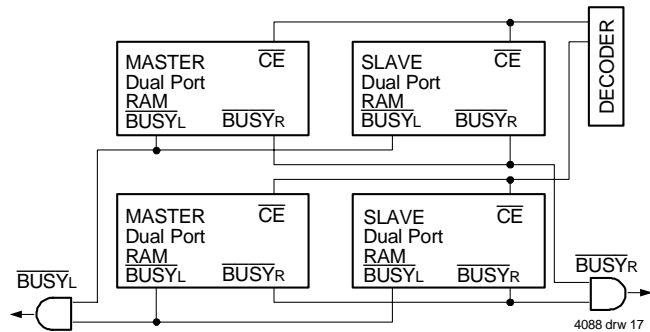 MASTER
Dual Port
RAM
CE
BUSYL
BUSYR
SLAVE
Dual Port
RAM
CE
BUSYL
BUSYR
DECODER
MASTER
Dual Port
RAM
CE
BUSYL
BUSYR
SLAVE
Dual Port
RAM
CE
BUSYL
BUSYR
BUSYL
BUSYR
4088 drw 17